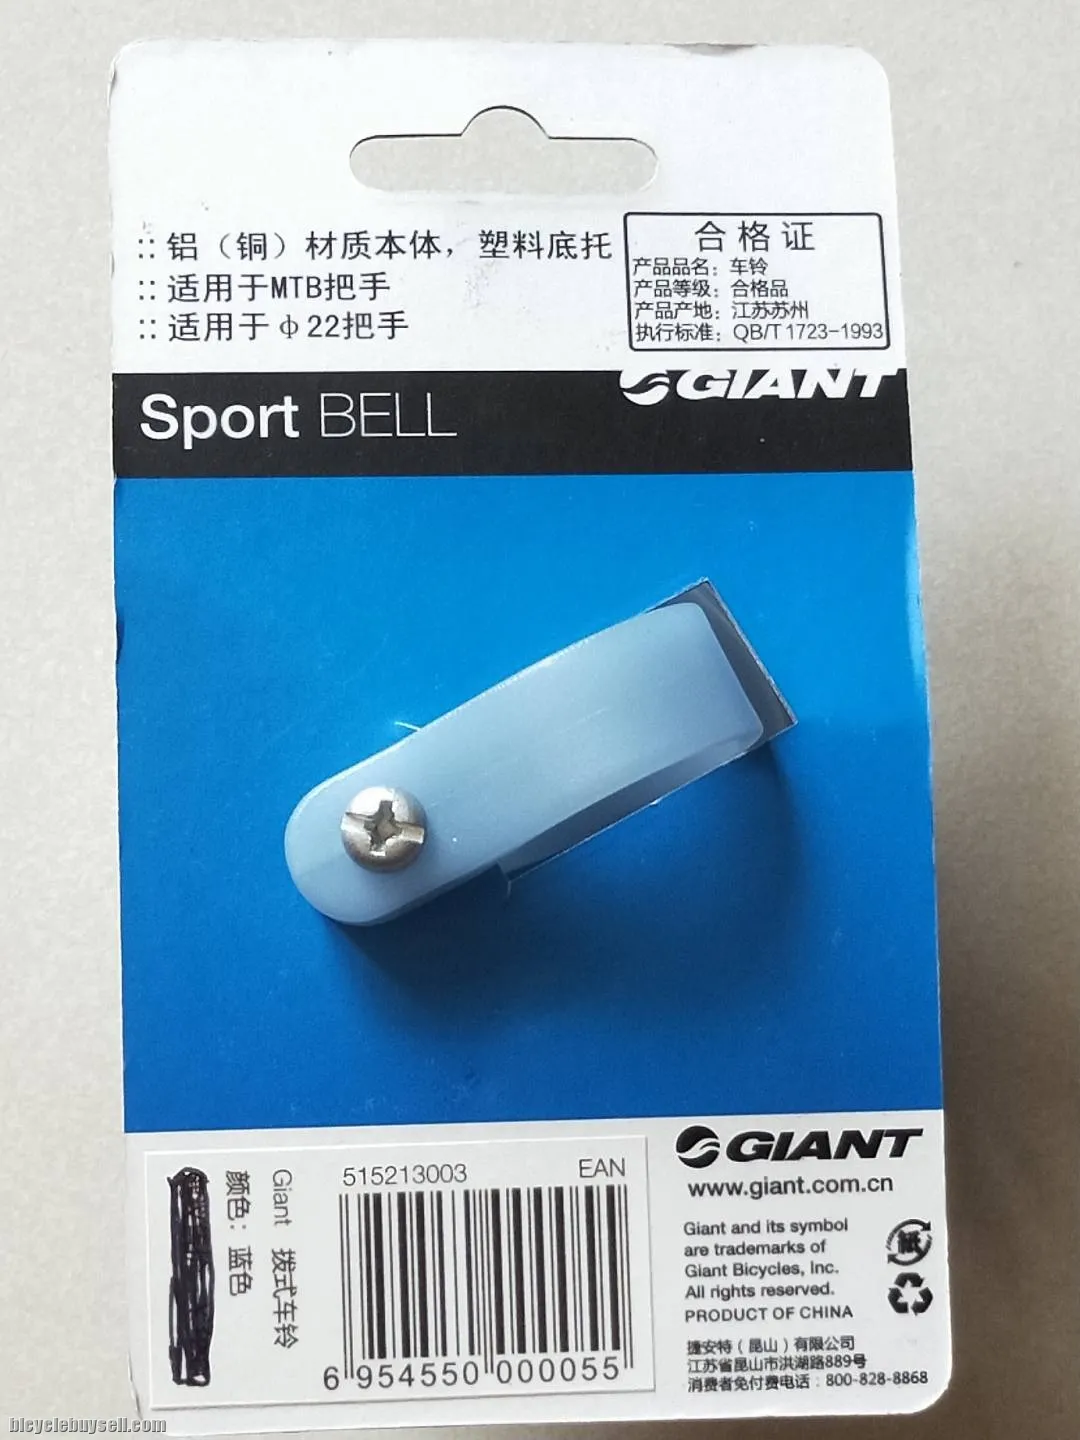 :: 铝（铜）材质本体，塑料底托
:: 适用于MTB把手
:: 适用于φ22把手
合格证
产品品名：车铃
产品等级：合格品
产品产地：江苏苏州
执行标准：QB/T 1723-1993
Sport BELL
GIANT
515213003
EAN
6 954550 000055
Giant 拨式车铃
颜色：蓝色
GIANT
www.giant.com.cn
Giant and its symbol
are trademarks of
Giant Bicycles, Inc.
All rights reserved.
PRODUCT OF CHINA
紙
捷安特（昆山）有限公司
江苏省昆山市洪湖路889号
消费者免付费电话：800-828-8868
bicyclebuysell.com